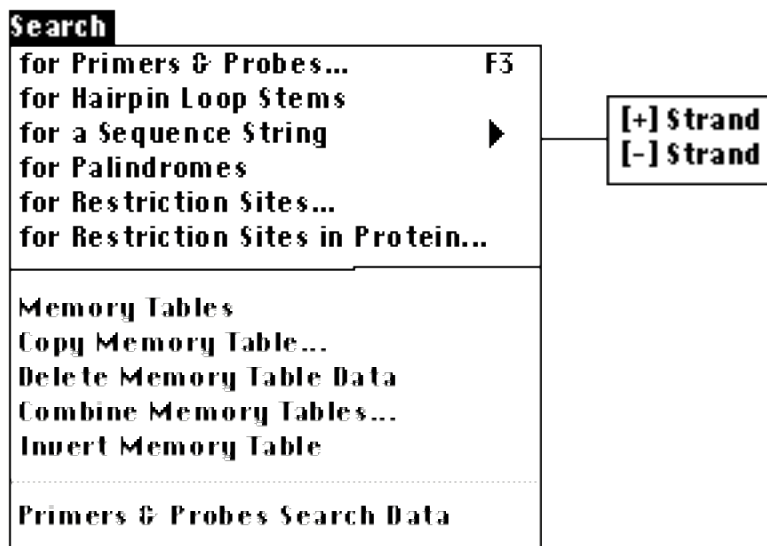 Search
for Primers & Probes... F3
for Hairpin Loop Stems
for a Sequence String ▶
[+] Strand
[-] Strand
for Palindromes
for Restriction Sites...
for Restriction Sites in Protein...
Memory Tables
Copy Memory Table...
Delete Memory Table Data
Combine Memory Tables...
Invert Memory Table
Primers & Probes Search Data